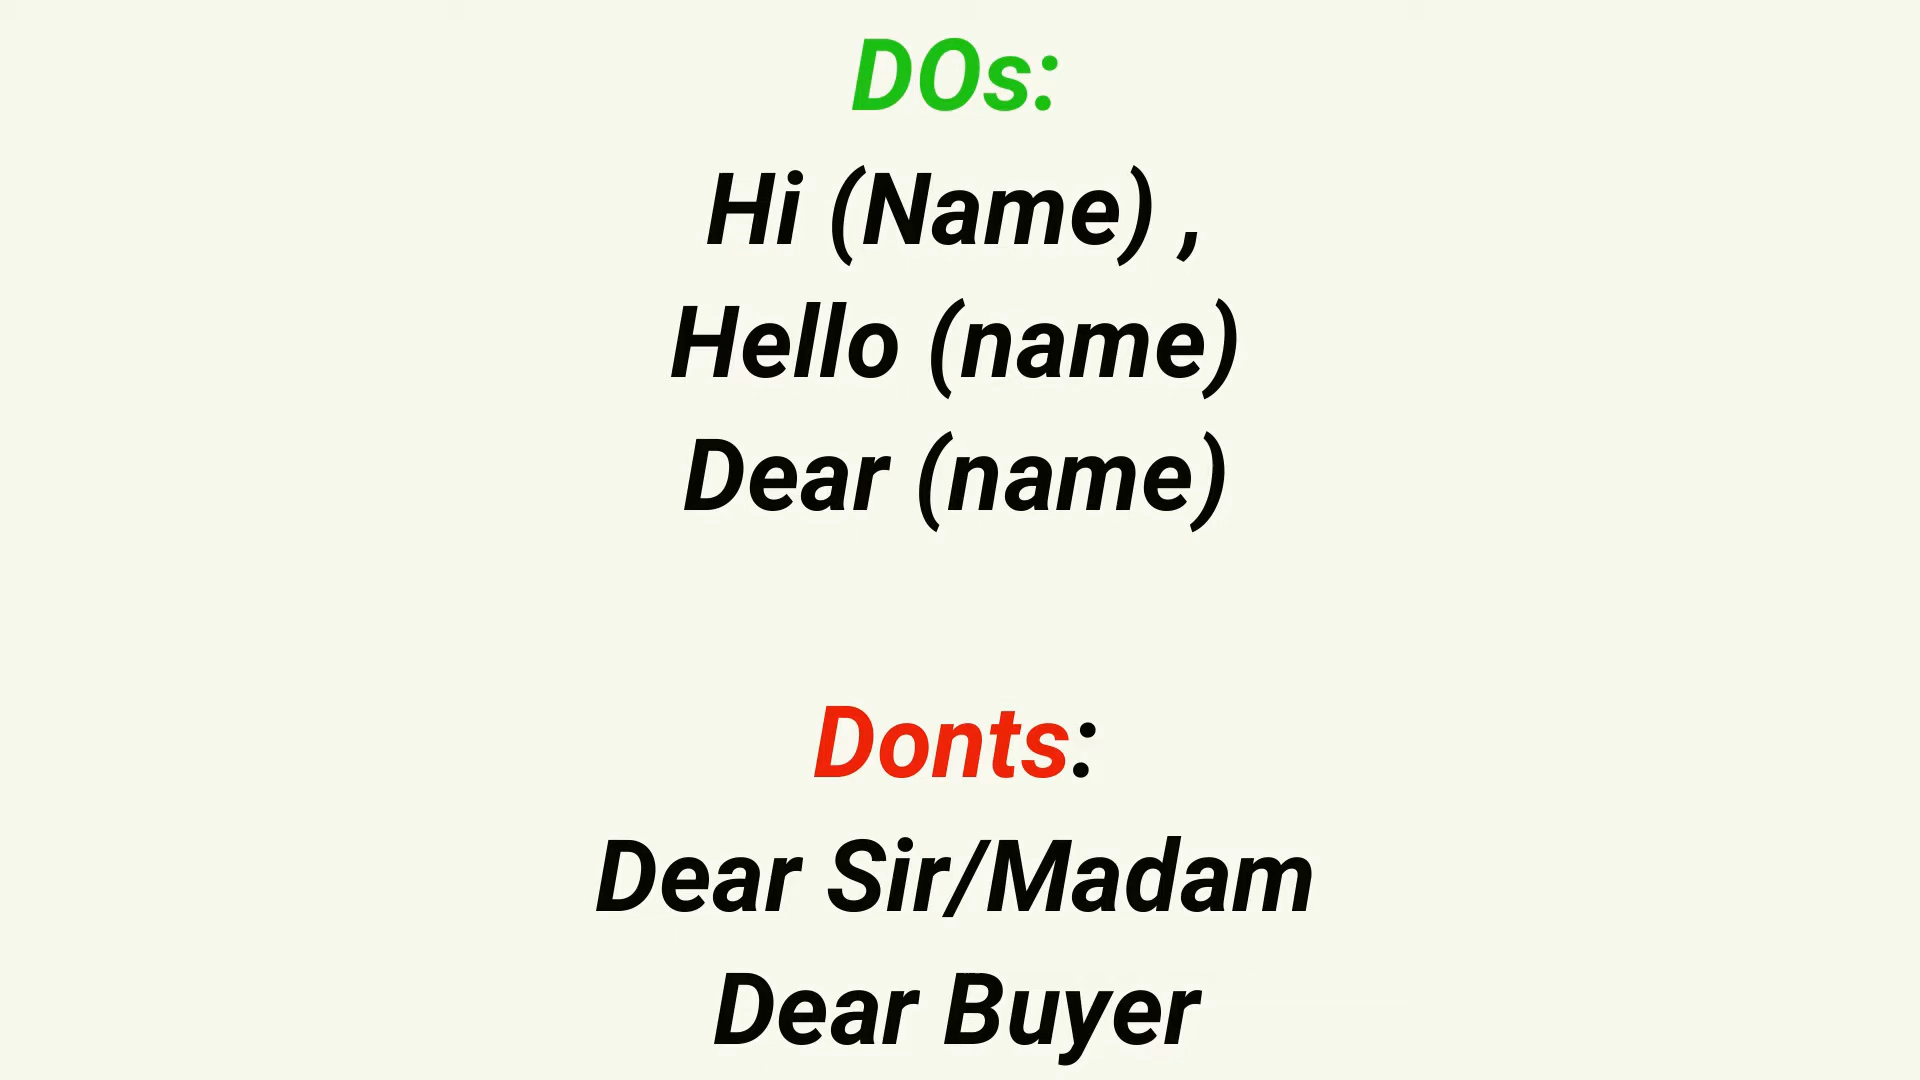 DOs:
Hi (Name) ,
Hello (name)
Dear (name)
Donts:
Dear Sir/Madam
Dear Buyer